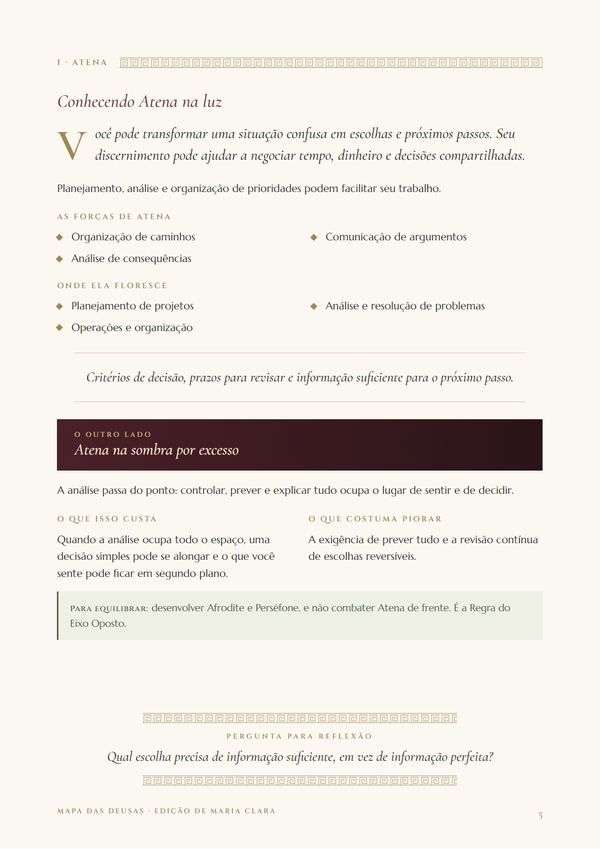 I · ATENA
Conhecendo Atena na luz
Você pode transformar uma situação confusa em escolhas e próximos passos. Seu
discernimento pode ajudar a negociar tempo, dinheiro e decisões compartilhadas.
Planejamento, análise e organização de prioridades podem facilitar seu trabalho.
AS FORÇAS DE ATENA
Organização de caminhos
Comunicação de argumentos
Análise de consequências
ONDE ELA FLORESCE
Planejamento de projetos
Análise e resolução de problemas
Operações e organização
Critérios de decisão, prazos para revisar e informação suficiente para o próximo passo.
O OUTRO LADO
Atena na sombra por excesso
A análise passa do ponto: controlar, prever e explicar tudo ocupa o lugar de sentir e de decidir.
O QUE ISSO CUSTA
Quando a análise ocupa todo o espaço, uma
decisão simples pode se alongar e o que você
sente pode ficar em segundo plano.
O QUE COSTUMA PIORAR
A exigência de prever tudo e a revisão contínua
de escolhas reversíveis.
PARA EQUILIBRAR: desenvolver Afrodite e Perséfone, e não combater Atena de frente. É a Regra do
Eixo Oposto.
PERGUNTA PARA REFLEXÃO
Qual escolha precisa de informação suficiente, em vez de informação perfeita?
MAPA DAS DEUSAS · EDIÇÃO DE MARIA CLARA
5